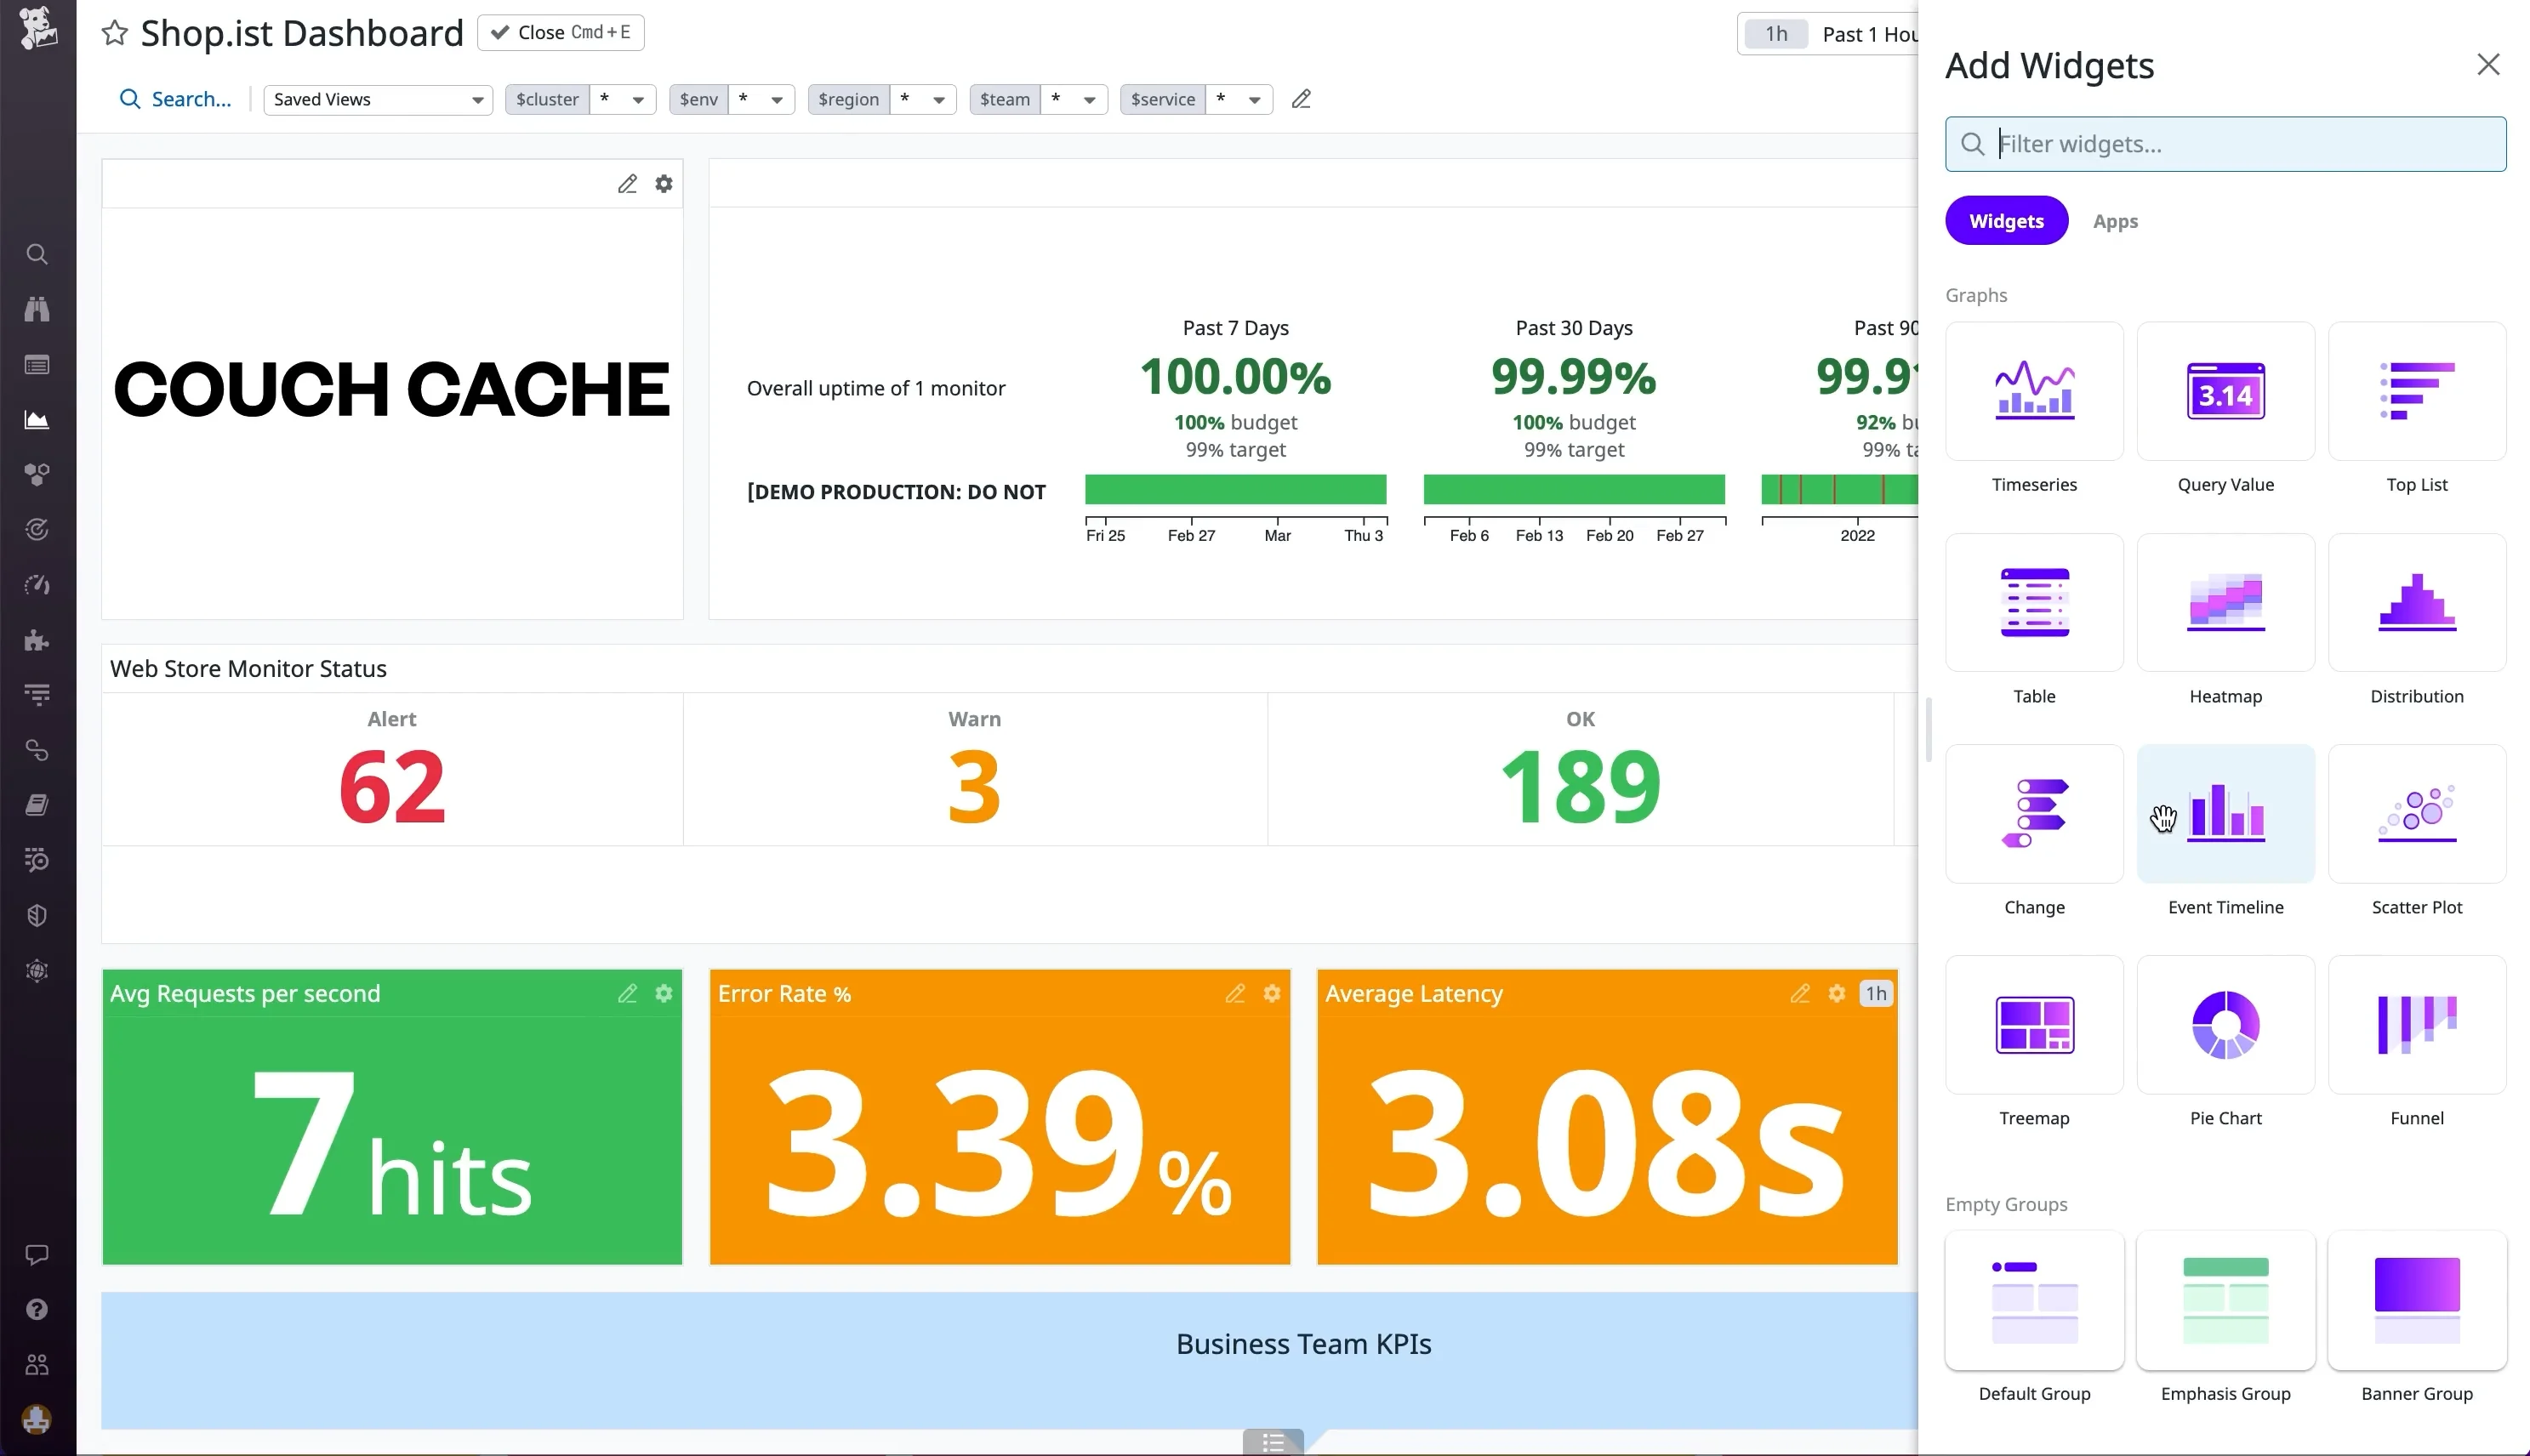 Shop.ist Dashboard
Close Cmd+E
1h Past 1 Hou
Search...
Saved Views
$cluster *
$env *
$region *
$team *
$service *
COUCH CACHE
Past 7 Days
Past 30 Days
Past 90
Overall uptime of 1 monitor
100.00%
99.99%
99.9
100% budget
100% budget
92% bu
99% target
99% target
99% ta
[DEMO PRODUCTION: DO NOT
Fri 25 Feb 27 Mar Thu 3
Feb 6 Feb 13 Feb 20 Feb 27
2022
Web Store Monitor Status
Alert
Warn
OK
62
3
189
Avg Requests per second
7 hits
Error Rate %
3.39 %
Average Latency
1h
3.08s
Business Team KPIs
Add Widgets
Filter widgets...
Widgets
Apps
Graphs
3.14
Timeseries
Query Value
Top List
Table
Heatmap
Distribution
Change
Event Timeline
Scatter Plot
Treemap
Pie Chart
Funnel
Empty Groups
Default Group
Emphasis Group
Banner Group